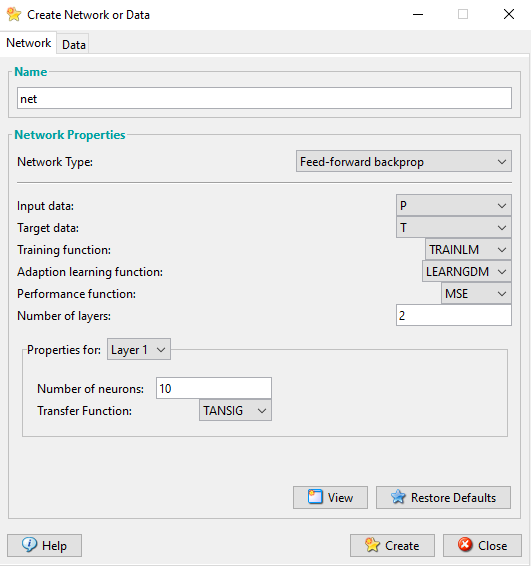 Create Network or Data
Network Data
Name
net
Network Properties
Network Type: Feed-forward backprop
Input data: P
Target data: T
Training function: TRAINLM
Adaption learning function: LEARNGDM
Performance function: MSE
Number of layers: 2
Properties for: Layer 1
Number of neurons: 10
Transfer Function: TANSIG
View Restore Defaults
Help Create Close